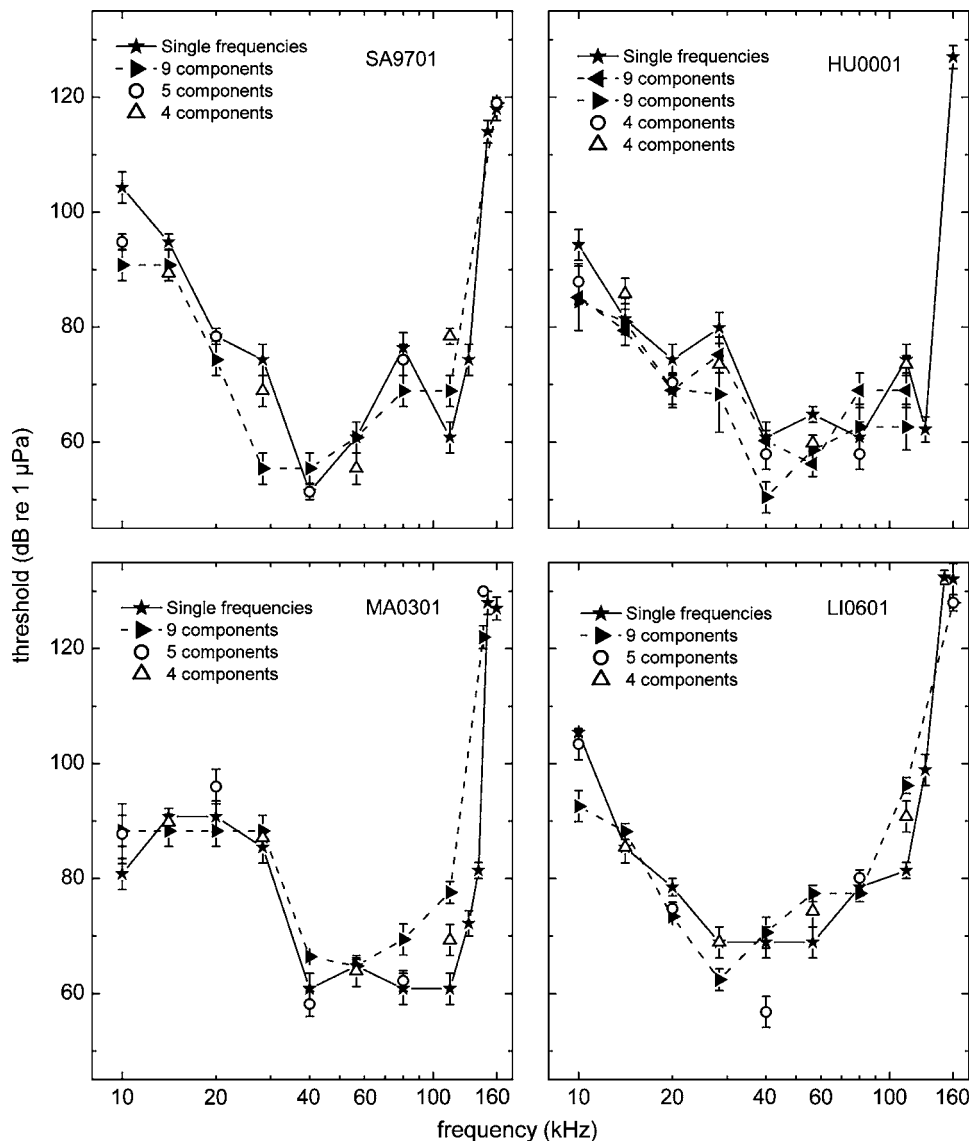 Single frequencies
9 components
5 components
4 components
SA9701
Single frequencies
9 components
9 components
4 components
4 components
HU0001
120
100
80
60
Single frequencies
9 components
5 components
4 components
MA0301
Single frequencies
9 components
5 components
4 components
LI0601
120
100
80
60
10 20 40 60 100 160
10 20 40 60 100 160
threshold (dB re 1 µPa)
frequency (kHz)